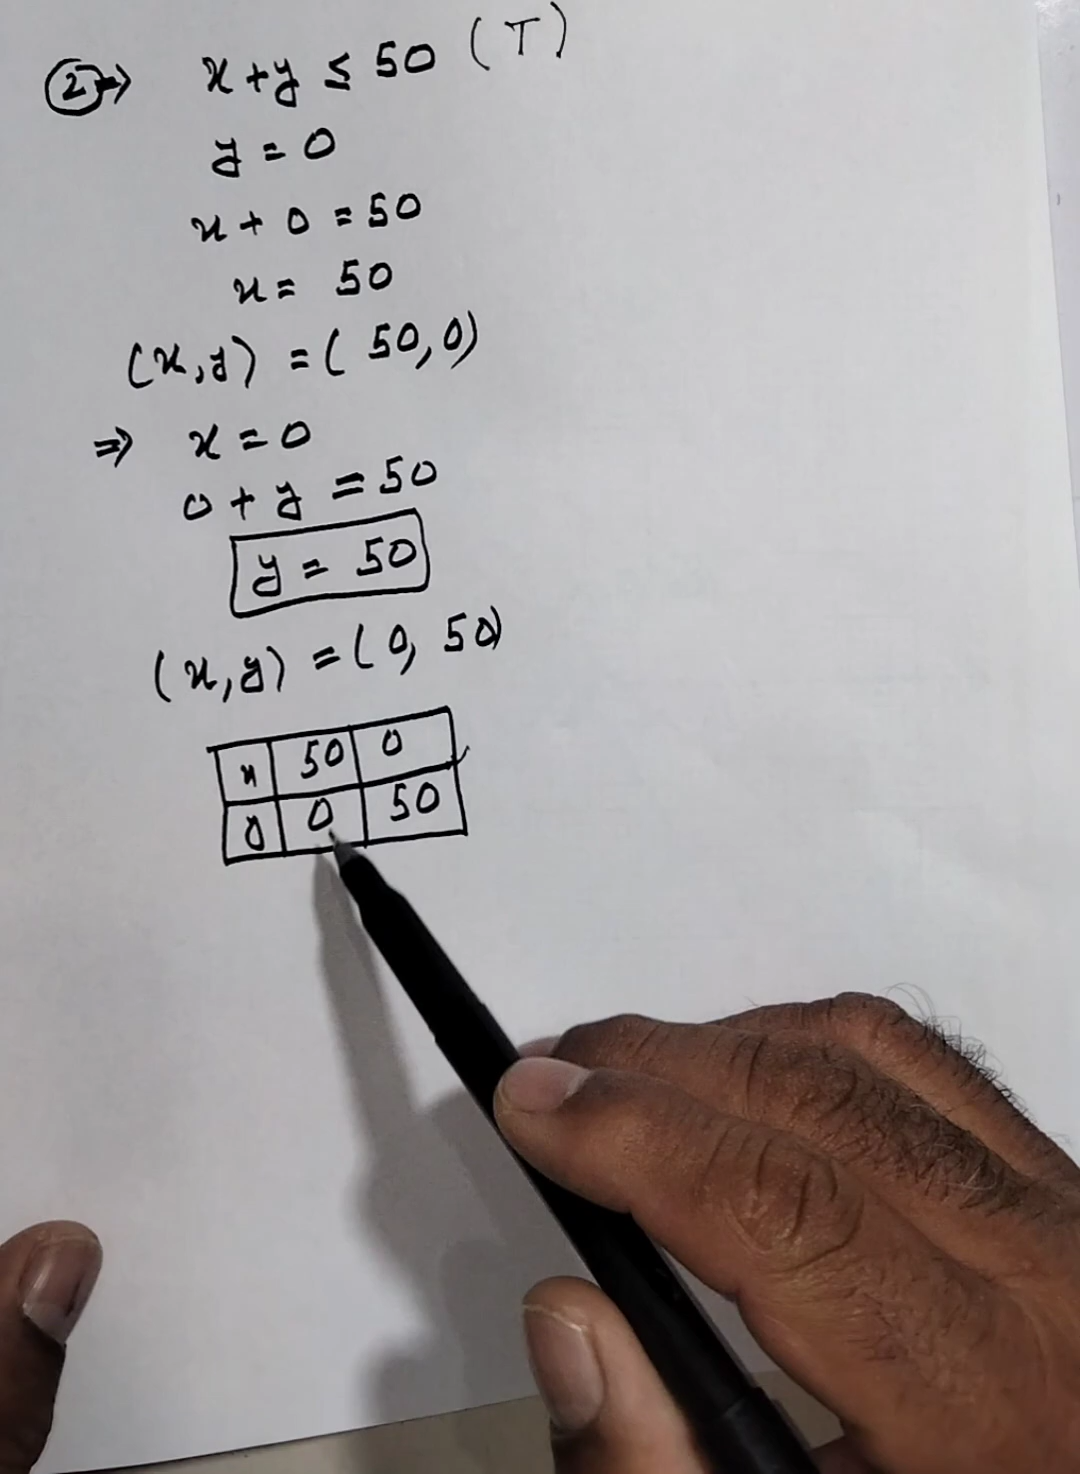 ② ⇒ x + y ≤ 50 (T)
y = 0
x + 0 = 50
x = 50
(x, y) = (50, 0)
⇒ x = 0
0 + y = 50
y = 50
(x, y) = (0, 50)
x 50 0
y 0 50